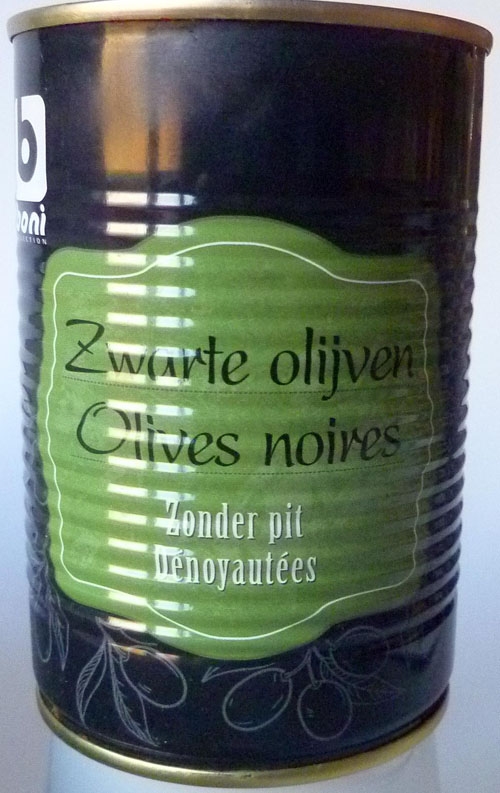 b
boni
Zwarte olijven
Olives noires
Zonder pit
Dénoyautées